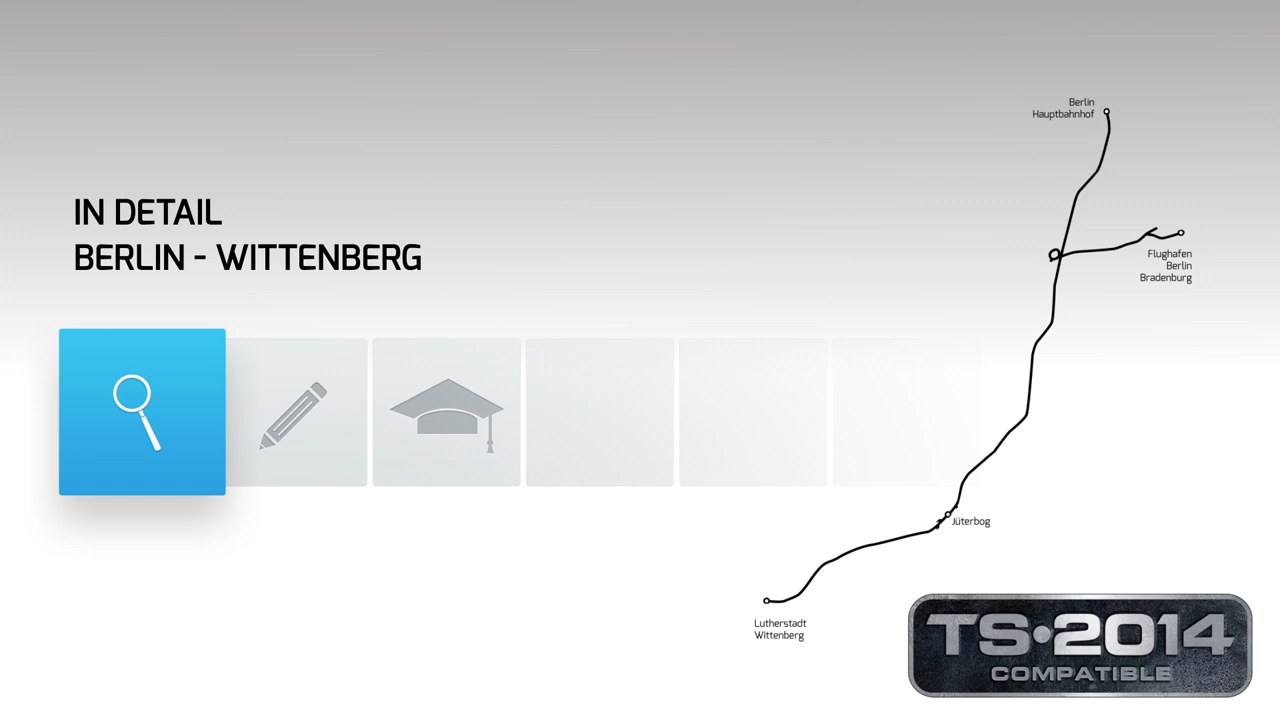 IN DETAIL
BERLIN - WITTENBERG
Berlin
Hauptbahnhof
Flughafen
Berlin
Bradenburg
Jüterbog
Lutherstadt
Wittenberg
TS•2014
COMPATIBLE